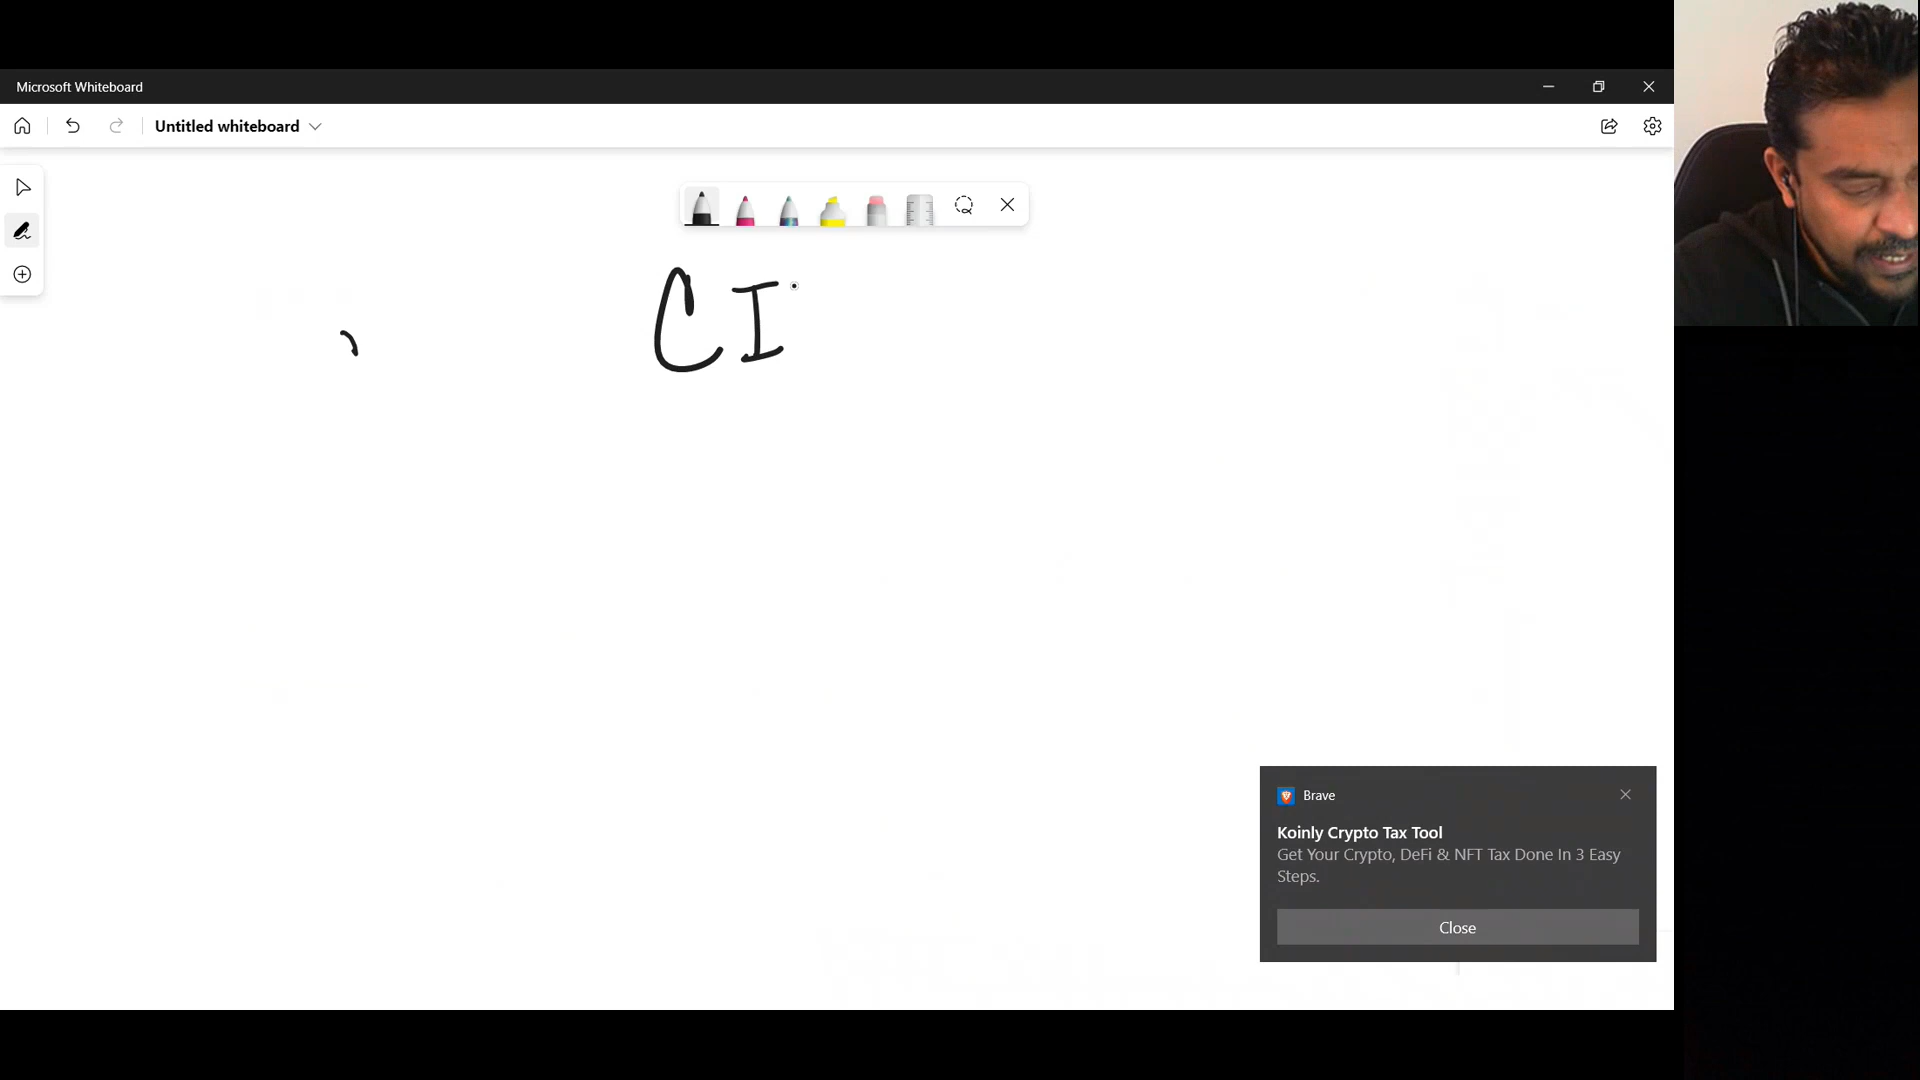 Microsoft Whiteboard
Untitled whiteboard
CI
Brave
Koinly Crypto Tax Tool
Get Your Crypto, DeFi & NFT Tax Done In 3 Easy
Steps.
Close